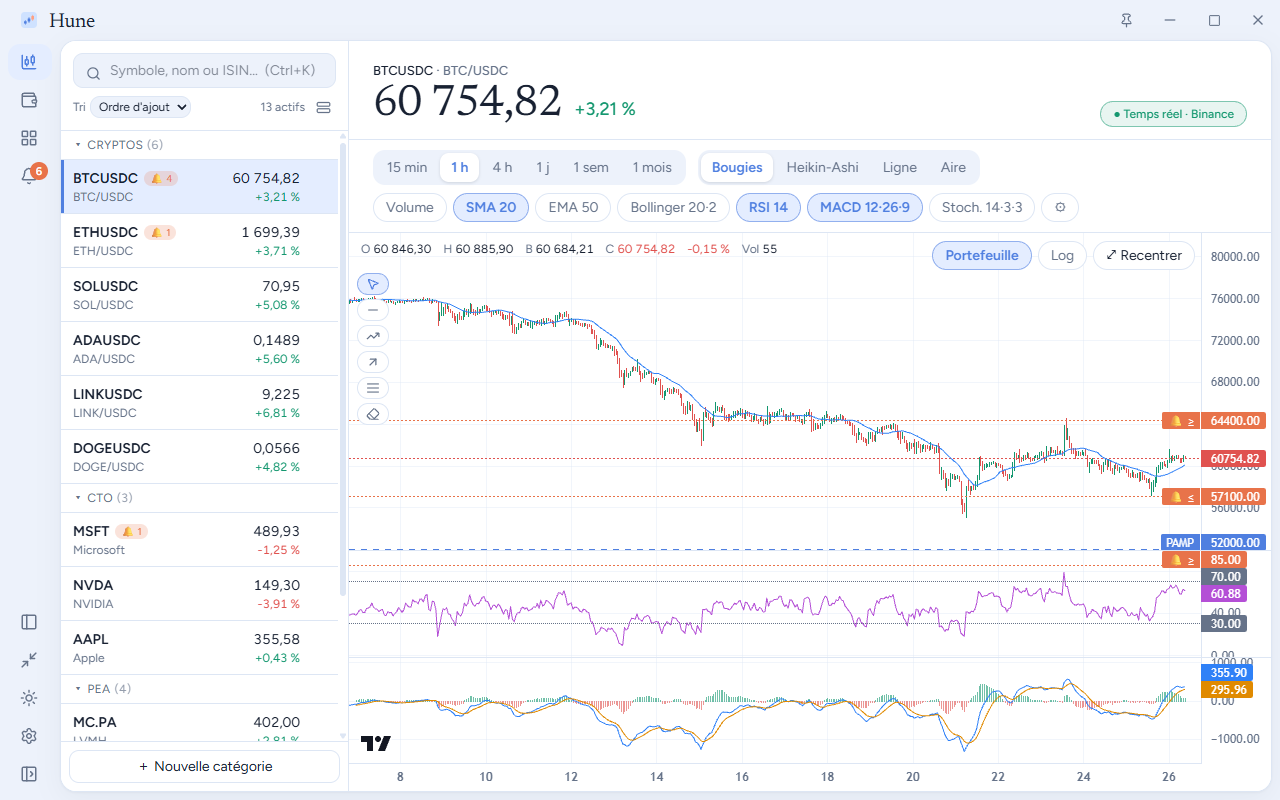 Hune
Symbole, nom ou ISIN... (Ctrl+K)
Tri Ordre d'ajout 13 actifs
6
CRYPTOS (6)
BTCUSDC 4 60 754,82
BTC/USDC +3,21 %
ETHUSDC 1 1 699,39
ETH/USDC +3,71 %
SOLUSDC 70,95
SOL/USDC +5,08 %
ADAUSDC 0,1489
ADA/USDC +5,60 %
LINKUSDC 9,225
LINK/USDC +6,81 %
DOGEUSDC 0,0566
DOGE/USDC +4,82 %
CTO (3)
MSFT 1 489,93
Microsoft -1,25 %
NVDA 149,30
NVIDIA -3,91 %
AAPL 355,58
Apple +0,43 %
PEA (4)
MC.PA 402,00
LVMH +2,81 %
+ Nouvelle catégorie
BTCUSDC · BTC/USDC
60 754,82 +3,21 %
● Temps réel · Binance
15 min 1 h 4 h 1 j 1 sem 1 mois Bougies Heikin-Ashi Ligne Aire
Volume SMA 20 EMA 50 Bollinger 20·2 RSI 14 MACD 12·26·9 Stoch. 14·3·3
O 60 846,30 H 60 885,90 B 60 684,21 C 60 754,82 -0,15 % Vol 55
Portefeuille Log Recentrer
80000.00
76000.00
72000.00
68000.00
≥ 64400.00
60754.82
60000.00
≤ 57100.00
56000.00
PAMP 52000.00
≥ 85.00
70.00
60.88
40.00
30.00
0.00
1000.00
355.90
295.96
0.00
−1000.00
8 10 12 14 16 18 20 22 24 26